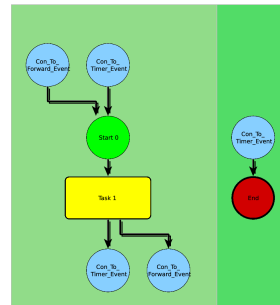 Con_To_
Forward_Event
Con_To_
Timer_Event
Start 0
Task 1
Con_To_
Timer_Event
Con_To_
Forward_Event
Con_To_
Timer_Event
End